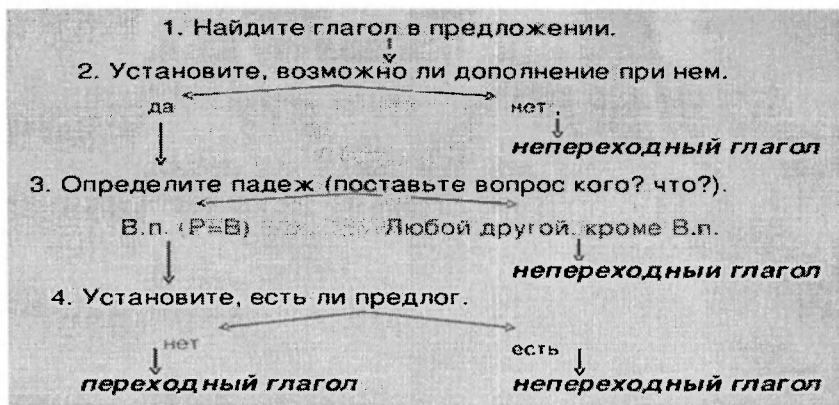 1. Найдите глагол в предложении.
2. Установите, возможно ли дополнение при нем.
да нет
непереходный глагол
3. Определите падеж (поставьте вопрос кого? что?).
В.п. (Р=В) Любой другой, кроме В.п.
непереходный глагол
4. Установите, есть ли предлог.
нет есть
переходный глагол непереходный глагол